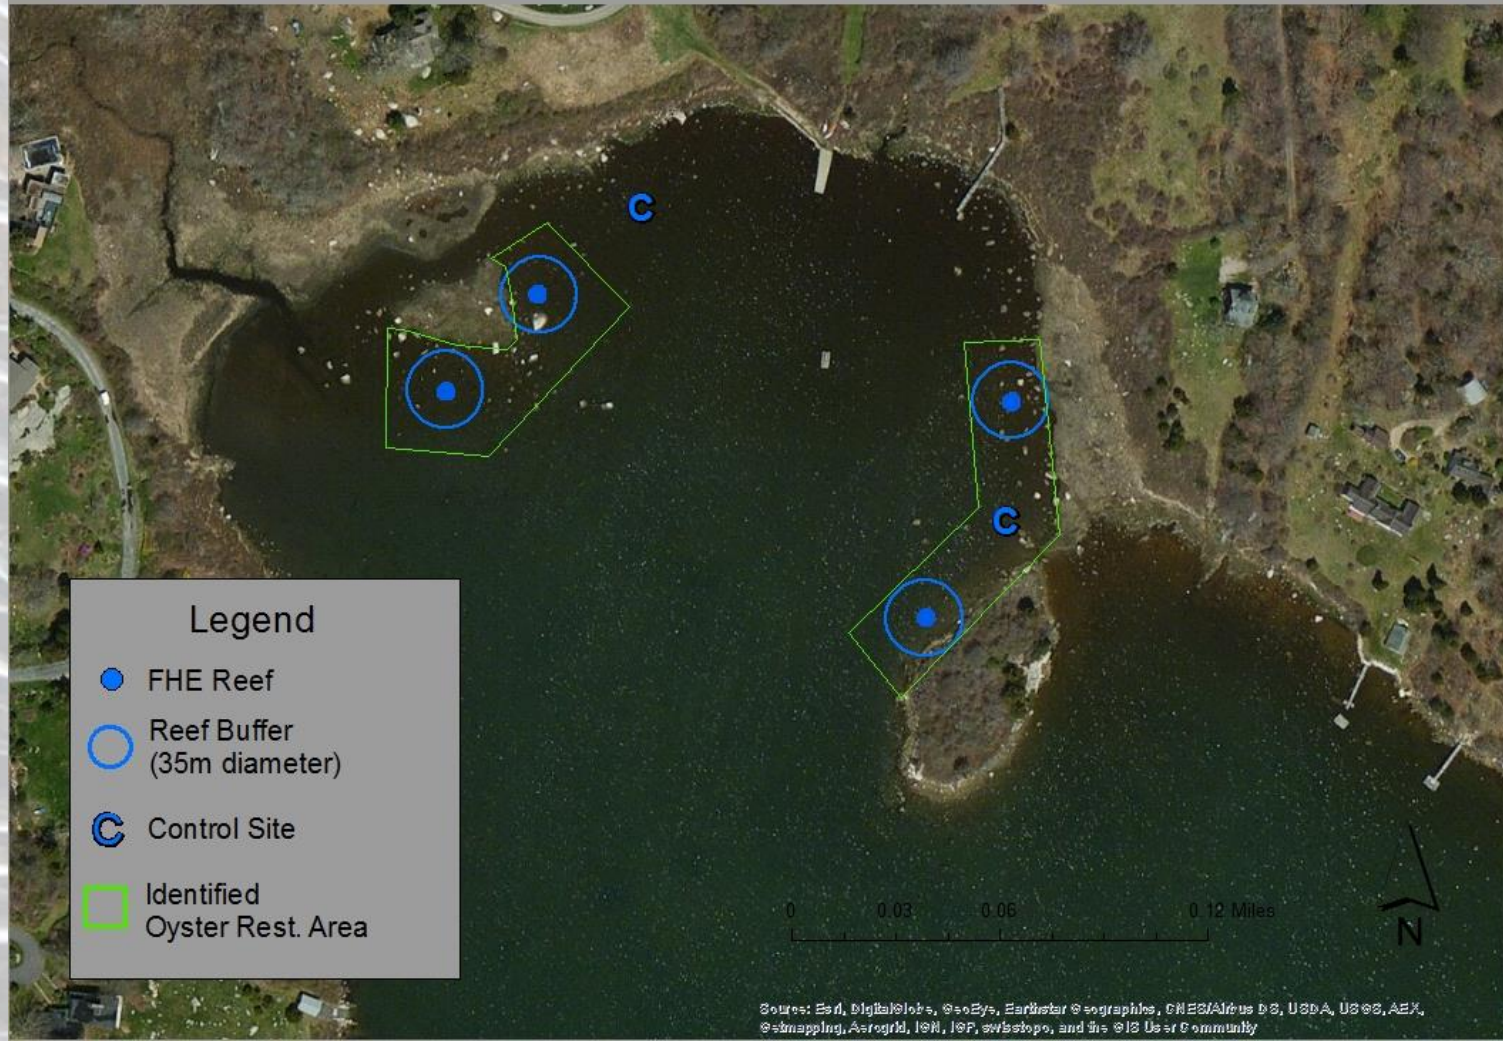 C
C
Legend
FHE Reef
Reef Buffer
(35m diameter)
C Control Site
Identified
Oyster Rest. Area
0 0.03 0.06 0.12 Miles
N
Source: Esri, DigitalGlobe, GeoEye, Earthstar Geographics, CNES/Airbus DS, USDA, USGS, AEX,
Getmapping, Aerogrid, IGN, IGP, swisstopo, and the GIS User Community